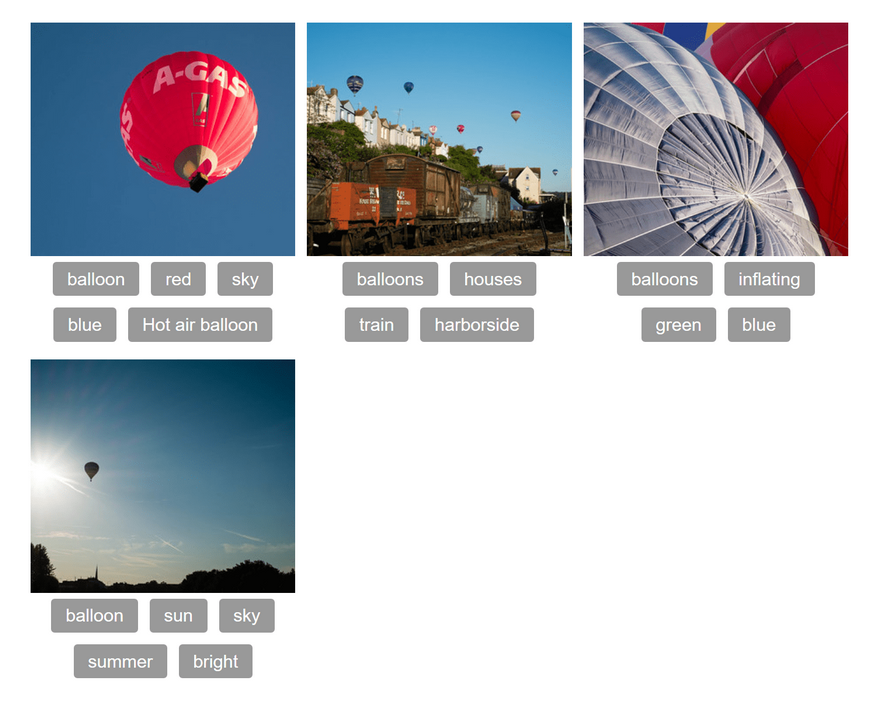 A-GAS
balloon red sky
blue Hot air balloon
balloons houses
train harborside
balloons inflating
green blue
balloon sun sky
summer bright